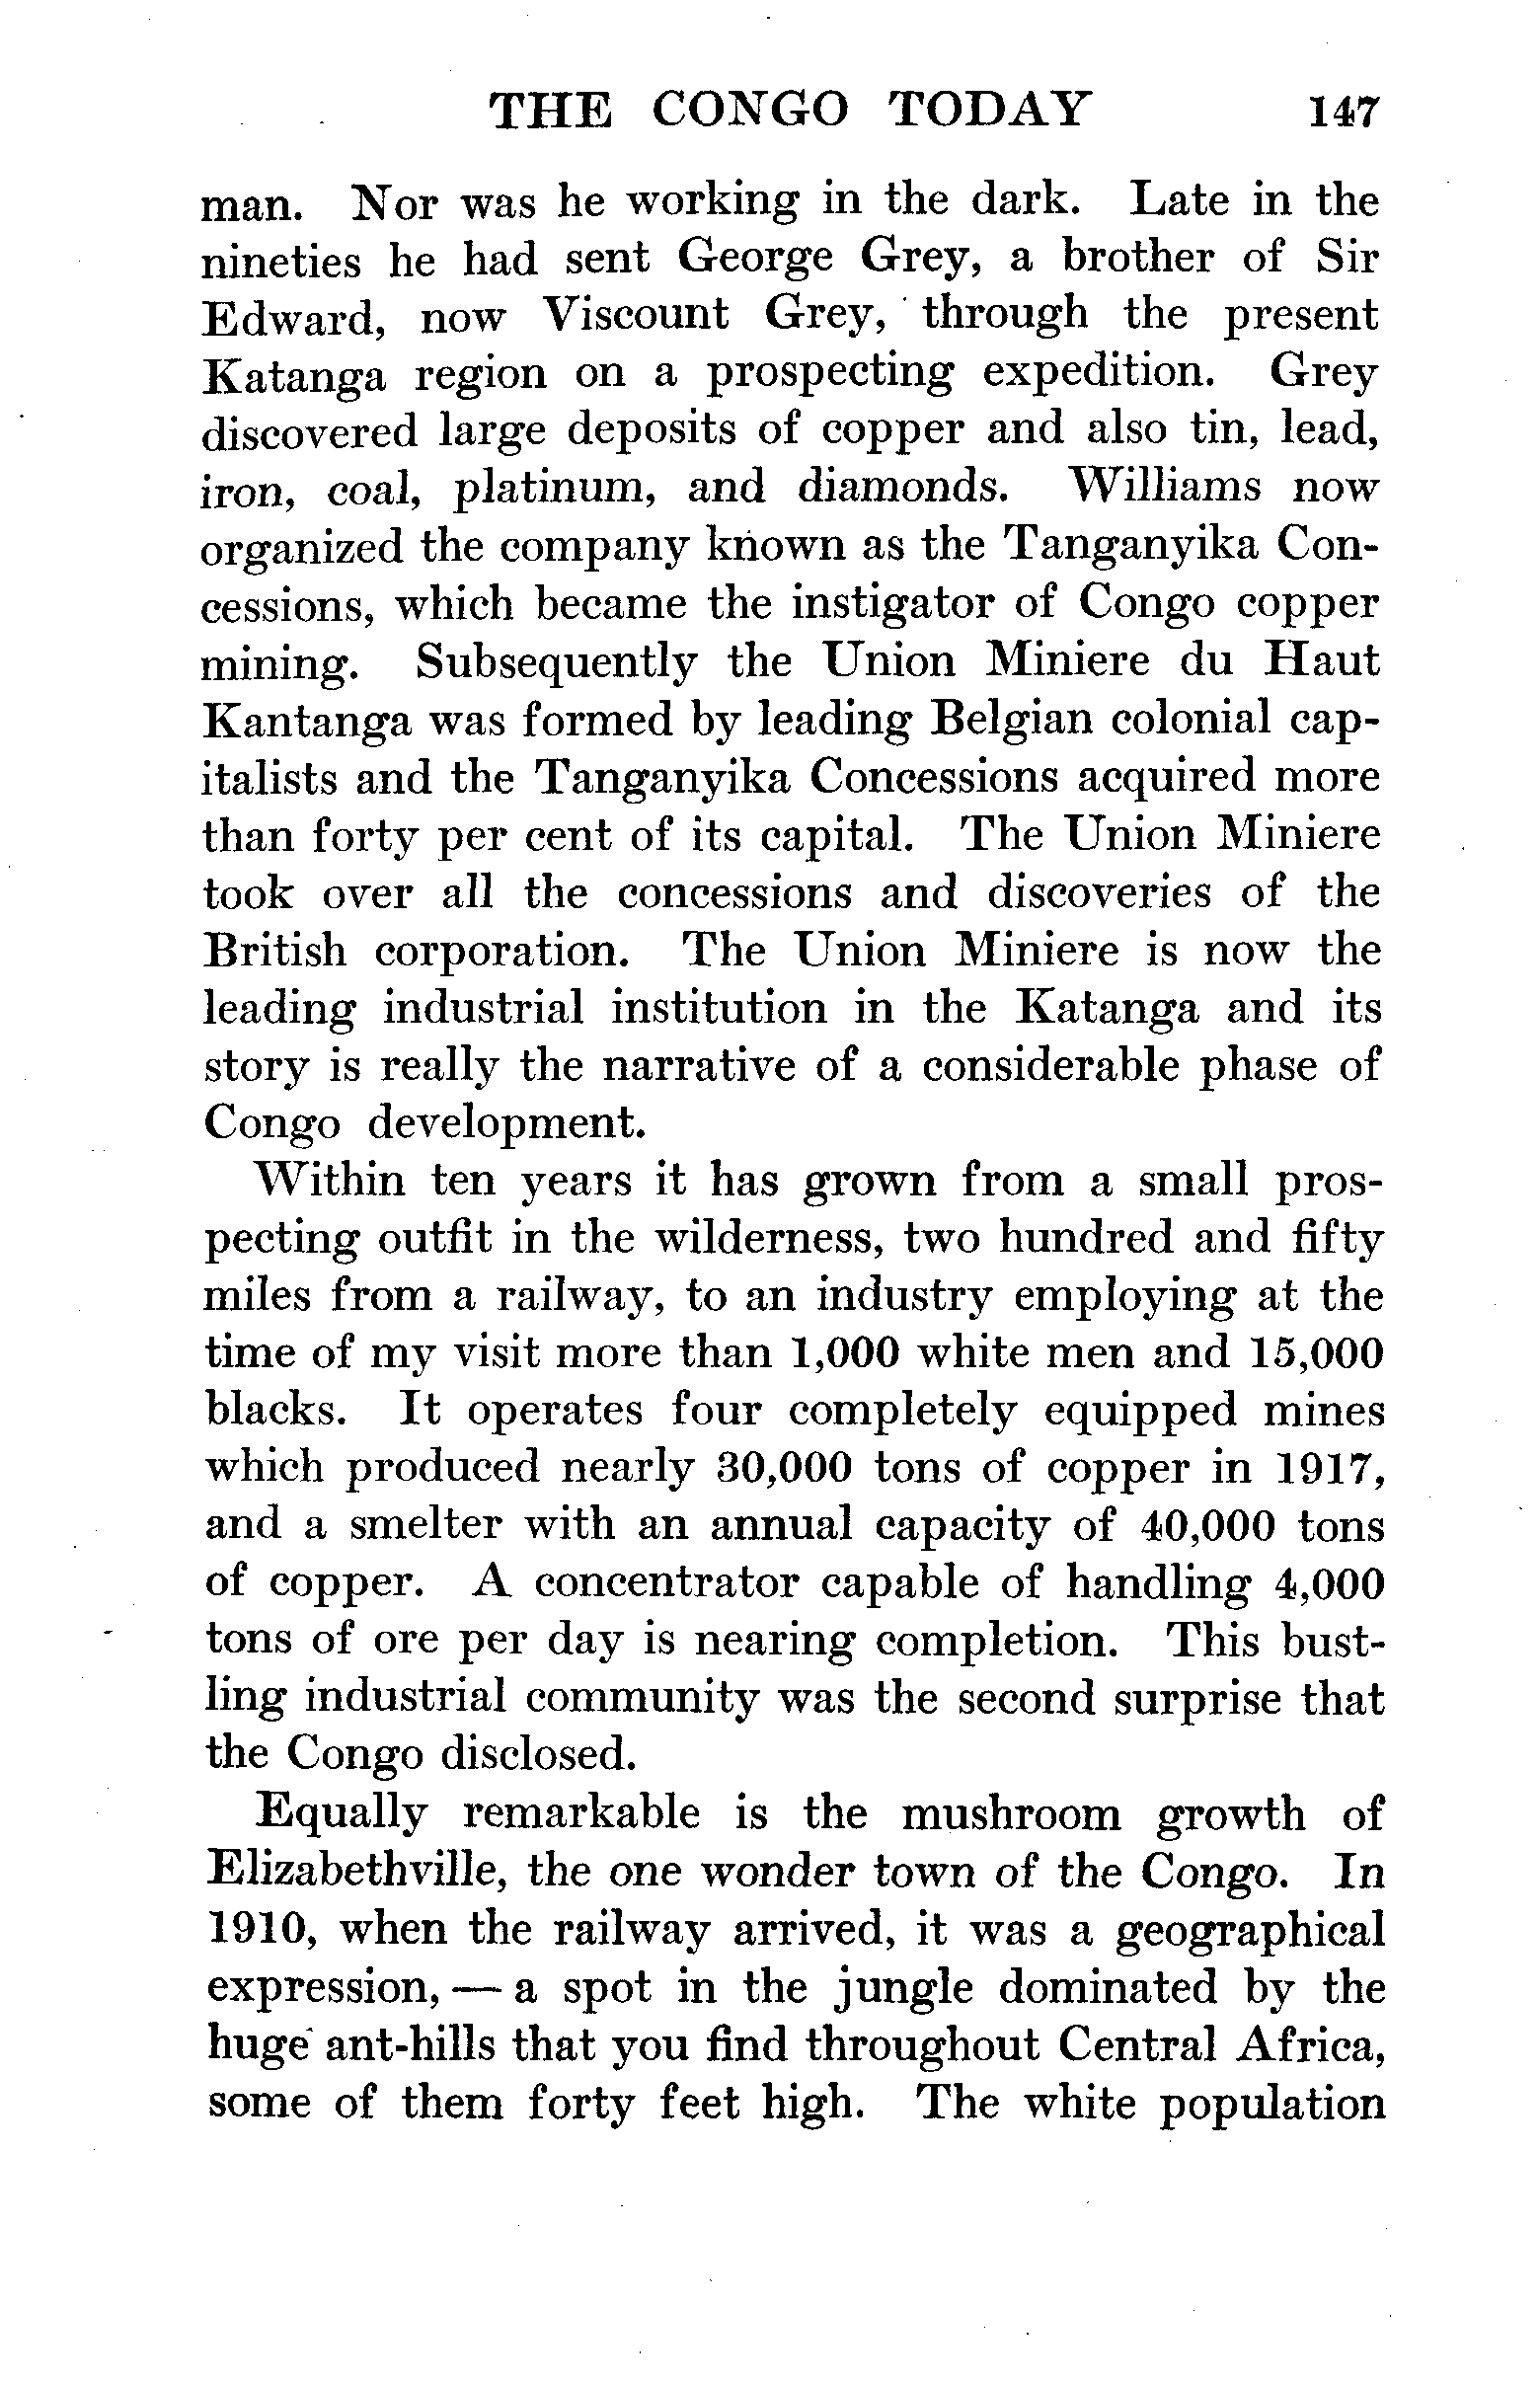 THE CONGO TODAY 147
man. Nor was he working in the dark. Late in the
nineties he had sent George Grey, a brother of Sir
Edward, now Viscount Grey, through the present
Katanga region on a prospecting expedition. Grey
discovered large deposits of copper and also tin, lead,
iron, coal, platinum, and diamonds. Williams now
organized the company known as the Tanganyika Con-
cessions, which became the instigator of Congo copper
mining. Subsequently the Union Miniere du Haut
Kantanga was formed by leading Belgian colonial cap-
italists and the Tanganyika Concessions acquired more
than forty per cent of its capital. The Union Miniere
took over all the concessions and discoveries of the
British corporation. The Union Miniere is now the
leading industrial institution in the Katanga and its
story is really the narrative of a considerable phase of
Congo development.
Within ten years it has grown from a small pros-
pecting outfit in the wilderness, two hundred and fifty
miles from a railway, to an industry employing at the
time of my visit more than 1,000 white men and 15,000
blacks. It operates four completely equipped mines
which produced nearly 30,000 tons of copper in 1917,
and a smelter with an annual capacity of 40,000 tons
of copper. A concentrator capable of handling 4,000
tons of ore per day is nearing completion. This bust-
ling industrial community was the second surprise that
the Congo disclosed.
Equally remarkable is the mushroom growth of
Elizabethville, the one wonder town of the Congo. In
1910, when the railway arrived, it was a geographical
expression, — a spot in the jungle dominated by the
huge ant-hills that you find throughout Central Africa,
some of them forty feet high. The white population